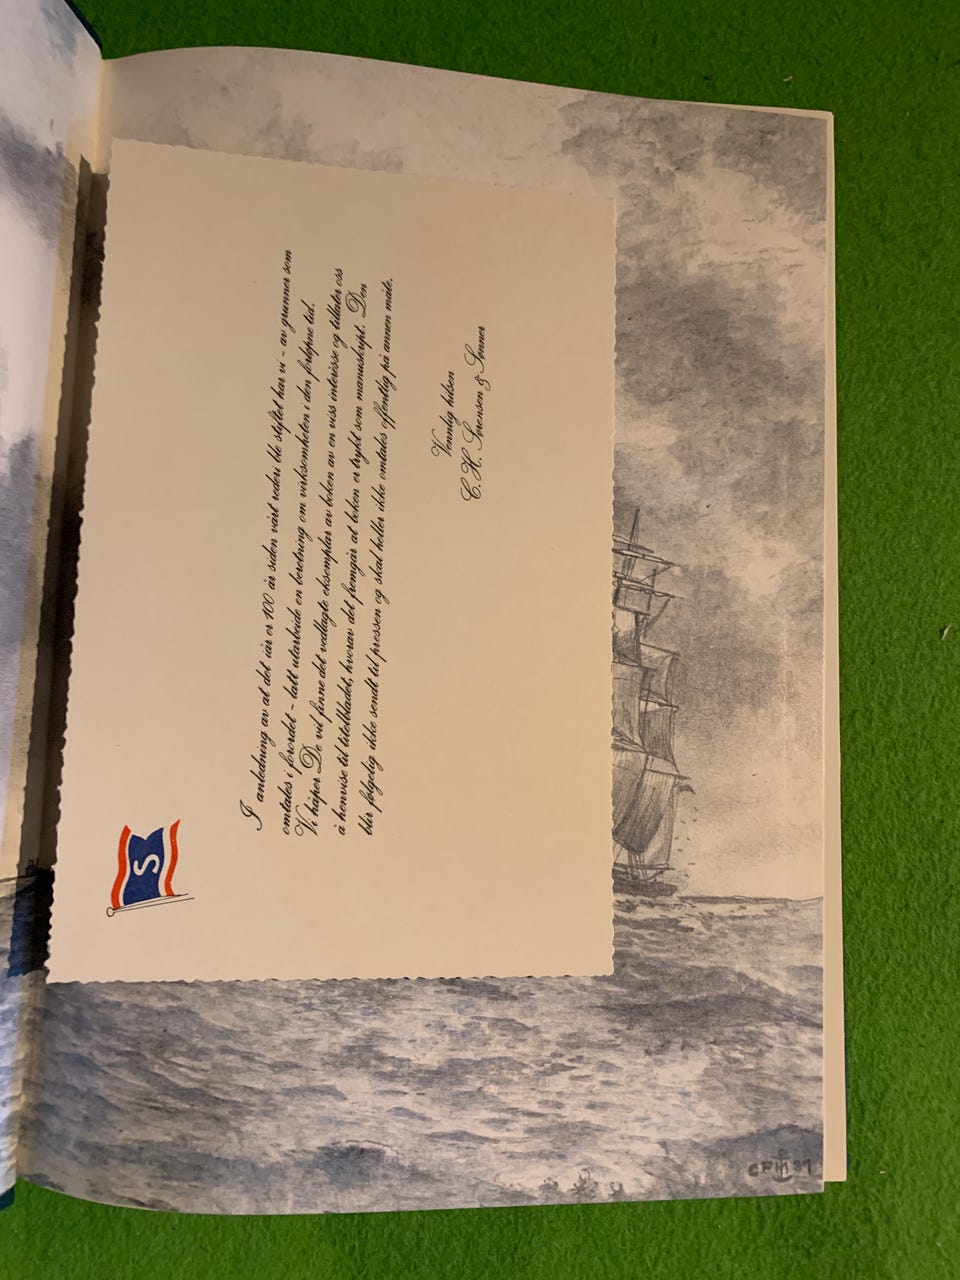 S
I anledning av at det i år er 100 år siden vårt rederi ble stiftet har vi - av grunner som
omtales i forordet - latt utarbeide en beretning om virksomheten i den forløpne tid.
Vi håper De vil finne det vedlagte eksemplar av boken av en viss interesse og tillater oss
å henvise til titelbladet, hvorav det fremgår at boken er trykt som manuskript. Den
blir følgelig ikke sendt til pressen og skal heller ikke omtales offentlig på annen måte.
Vennlig hilsen
C. H. Sørensen & Sønner